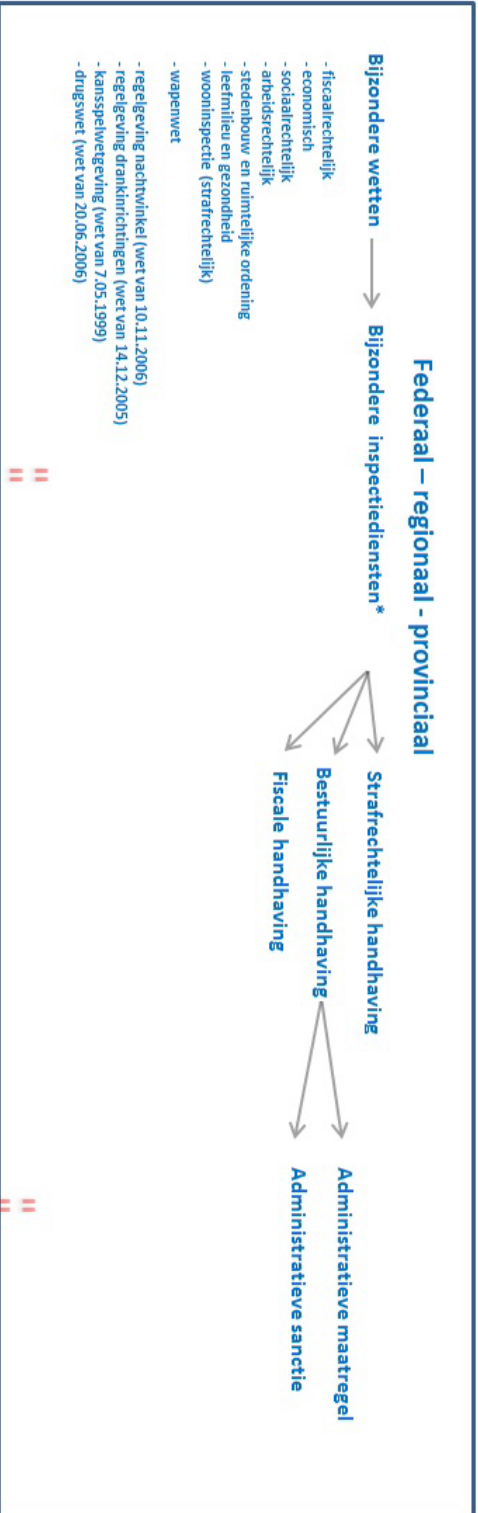 Federaal – regionaal - provinciaal
Bijzondere wetten
Bijzondere inspectiediensten*
Strafrechtelijke handhaving
Bestuurlijke handhaving
Fiscale handhaving
Administratieve maatregel
Administratieve sanctie
- fiscaalrechtelijk
- economisch
- sociaalrechtelijk
- arbeidsrechtelijk
- stedenbouw en ruimtelijke ordening
- leefmilieu en gezondheid
- wooninspectie (strafrechtelijk)
- wapenwet
- regelgeving nachtwinkel (wet van 10.11.2006)
- regelgeving drankinrichtingen (wet van 14.12.2005)
- kansspelwetgeving (wet van 7.05.1999)
- drugswet (wet van 20.06.2006)